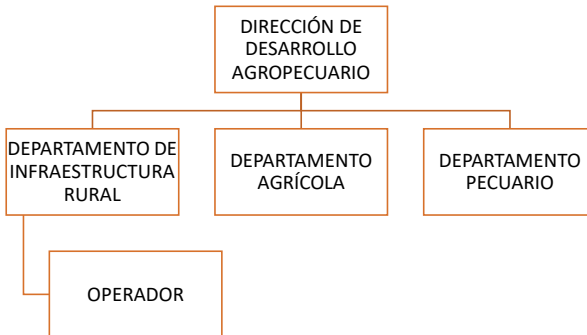 DIRECCIÓN DE
DESARROLLO
AGROPECUARIO
DEPARTAMENTO DE
INFRAESTRUCTURA
RURAL
DEPARTAMENTO
AGRÍCOLA
DEPARTAMENTO
PECUARIO
OPERADOR